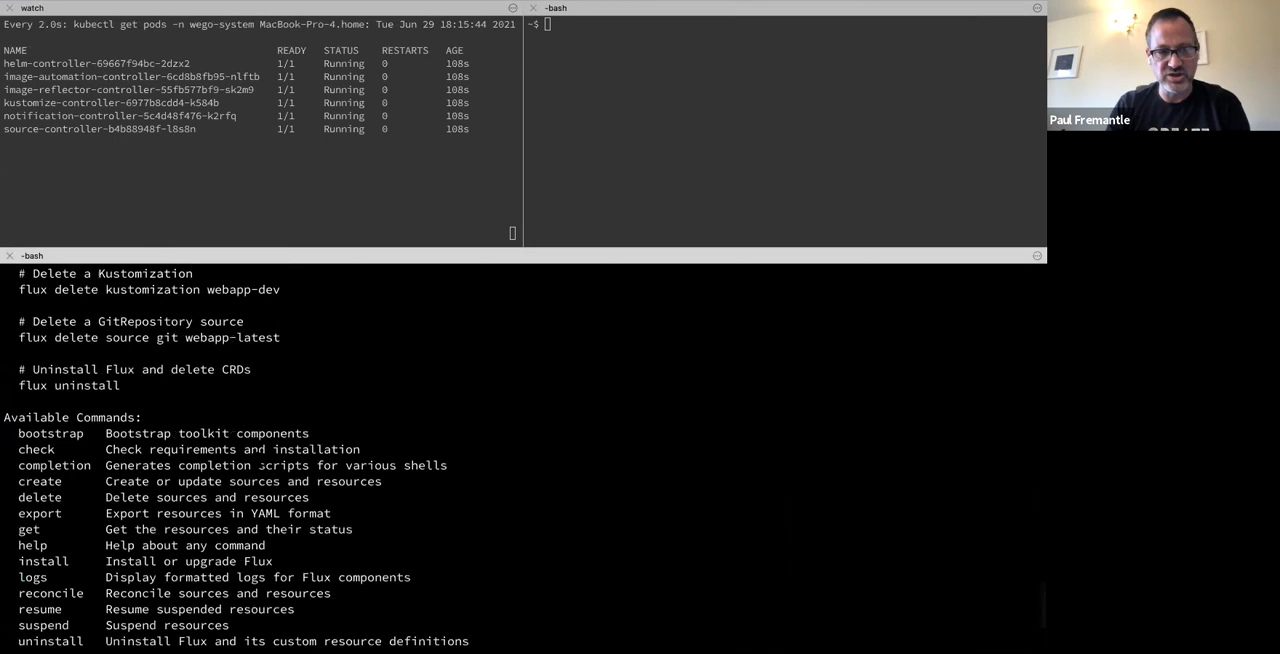 watch
Every 2.0s: kubectl get pods -n wego-system MacBook-Pro-4.home: Tue Jun 29 18:15:44 2021
NAME READY STATUS RESTARTS AGE
helm-controller-69667f94bc-2dzx2 1/1 Running 0 108s
image-automation-controller-6cd8b8fb95-nlftb 1/1 Running 0 108s
image-reflector-controller-55fb577bf9-sk2m9 1/1 Running 0 108s
kustomize-controller-6977b8cdd4-k584b 1/1 Running 0 108s
notification-controller-5c4d48f476-k2rfq 1/1 Running 0 108s
source-controller-b4b88948f-l8s8n 1/1 Running 0 108s
-bash
~$
Paul Fremantle
CREATE
-bash
# Delete a Kustomization
flux delete kustomization webapp-dev
# Delete a GitRepository source
flux delete source git webapp-latest
# Uninstall Flux and delete CRDs
flux uninstall
Available Commands:
bootstrap Bootstrap toolkit components
check Check requirements and installation
completion Generates completion scripts for various shells
create Create or update sources and resources
delete Delete sources and resources
export Export resources in YAML format
get Get the resources and their status
help Help about any command
install Install or upgrade Flux
logs Display formatted logs for Flux components
reconcile Reconcile sources and resources
resume Resume suspended resources
suspend Suspend resources
uninstall Uninstall Flux and its custom resource definitions